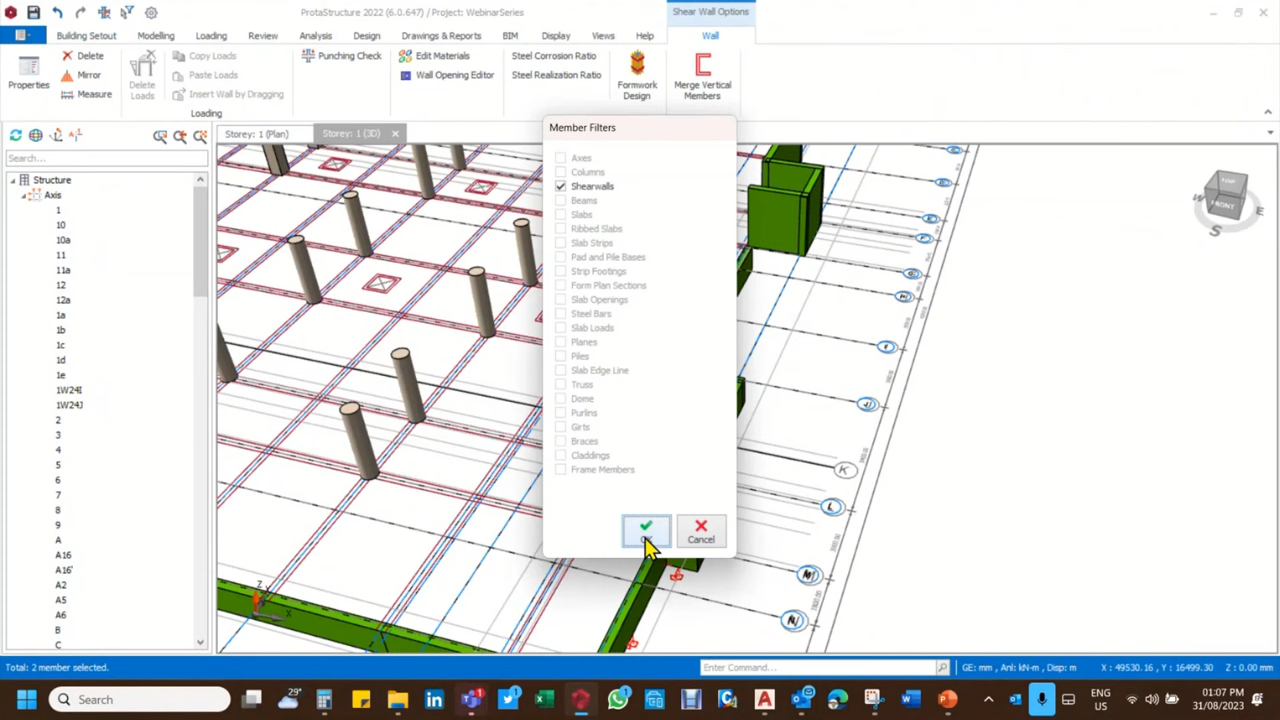 ProtaStructure 2022 (6.0.647) / Project: WebinarSeries
Shear Wall Options
Building Setout
Modelling
Loading
Review
Analysis
Design
Drawings & Reports
BIM
Display
Views
Help
Wall
Properties
Delete
Mirror
Measure
Delete
Loads
Copy Loads
Paste Loads
Insert Wall by Dragging
Loading
Punching Check
Edit Materials
Wall Opening Editor
Steel Corrosion Ratio
Steel Realization Ratio
Formwork
Design
Merge Vertical
Members
Storey: 1 (Plan)
Storey: 1 (3D)
Search...
Structure
Axis
1
10
10a
11
11a
12
12a
1a
1b
1c
1d
1e
1W24I
1W24J
2
3
4
5
6
7
8
9
A
A16
A16'
A2
A5
A6
B
C
Member Filters
Axes
Columns
Shearwalls
Beams
Slabs
Ribbed Slabs
Slab Strips
Pad and Pile Bases
Strip Footings
Form Plan Sections
Slab Openings
Steel Bars
Slab Loads
Planes
Piles
Slab Edge Line
Truss
Dome
Purlins
Girts
Braces
Claddings
Frame Members
OK
Cancel
TOP
FRONT
W
E
S
K
L
M
N
Z
Y
X
Total: 2 member selected.
Enter Command...
GE: mm, Anl: kN-m, Disp: m
X : 49530.16 , Y : 16499.30
Z : 0.00 mm
Search
29°
1
ENG
US
01:07 PM
31/08/2023